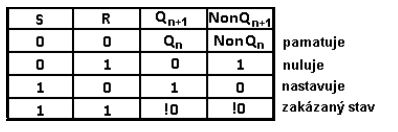 S R Qn+1 NonQn+1
0 0 Qn NonQn pamatuje
0 1 0 1 nuluje
1 0 1 0 nastavuje
1 1 !0 !0 zakázaný stav